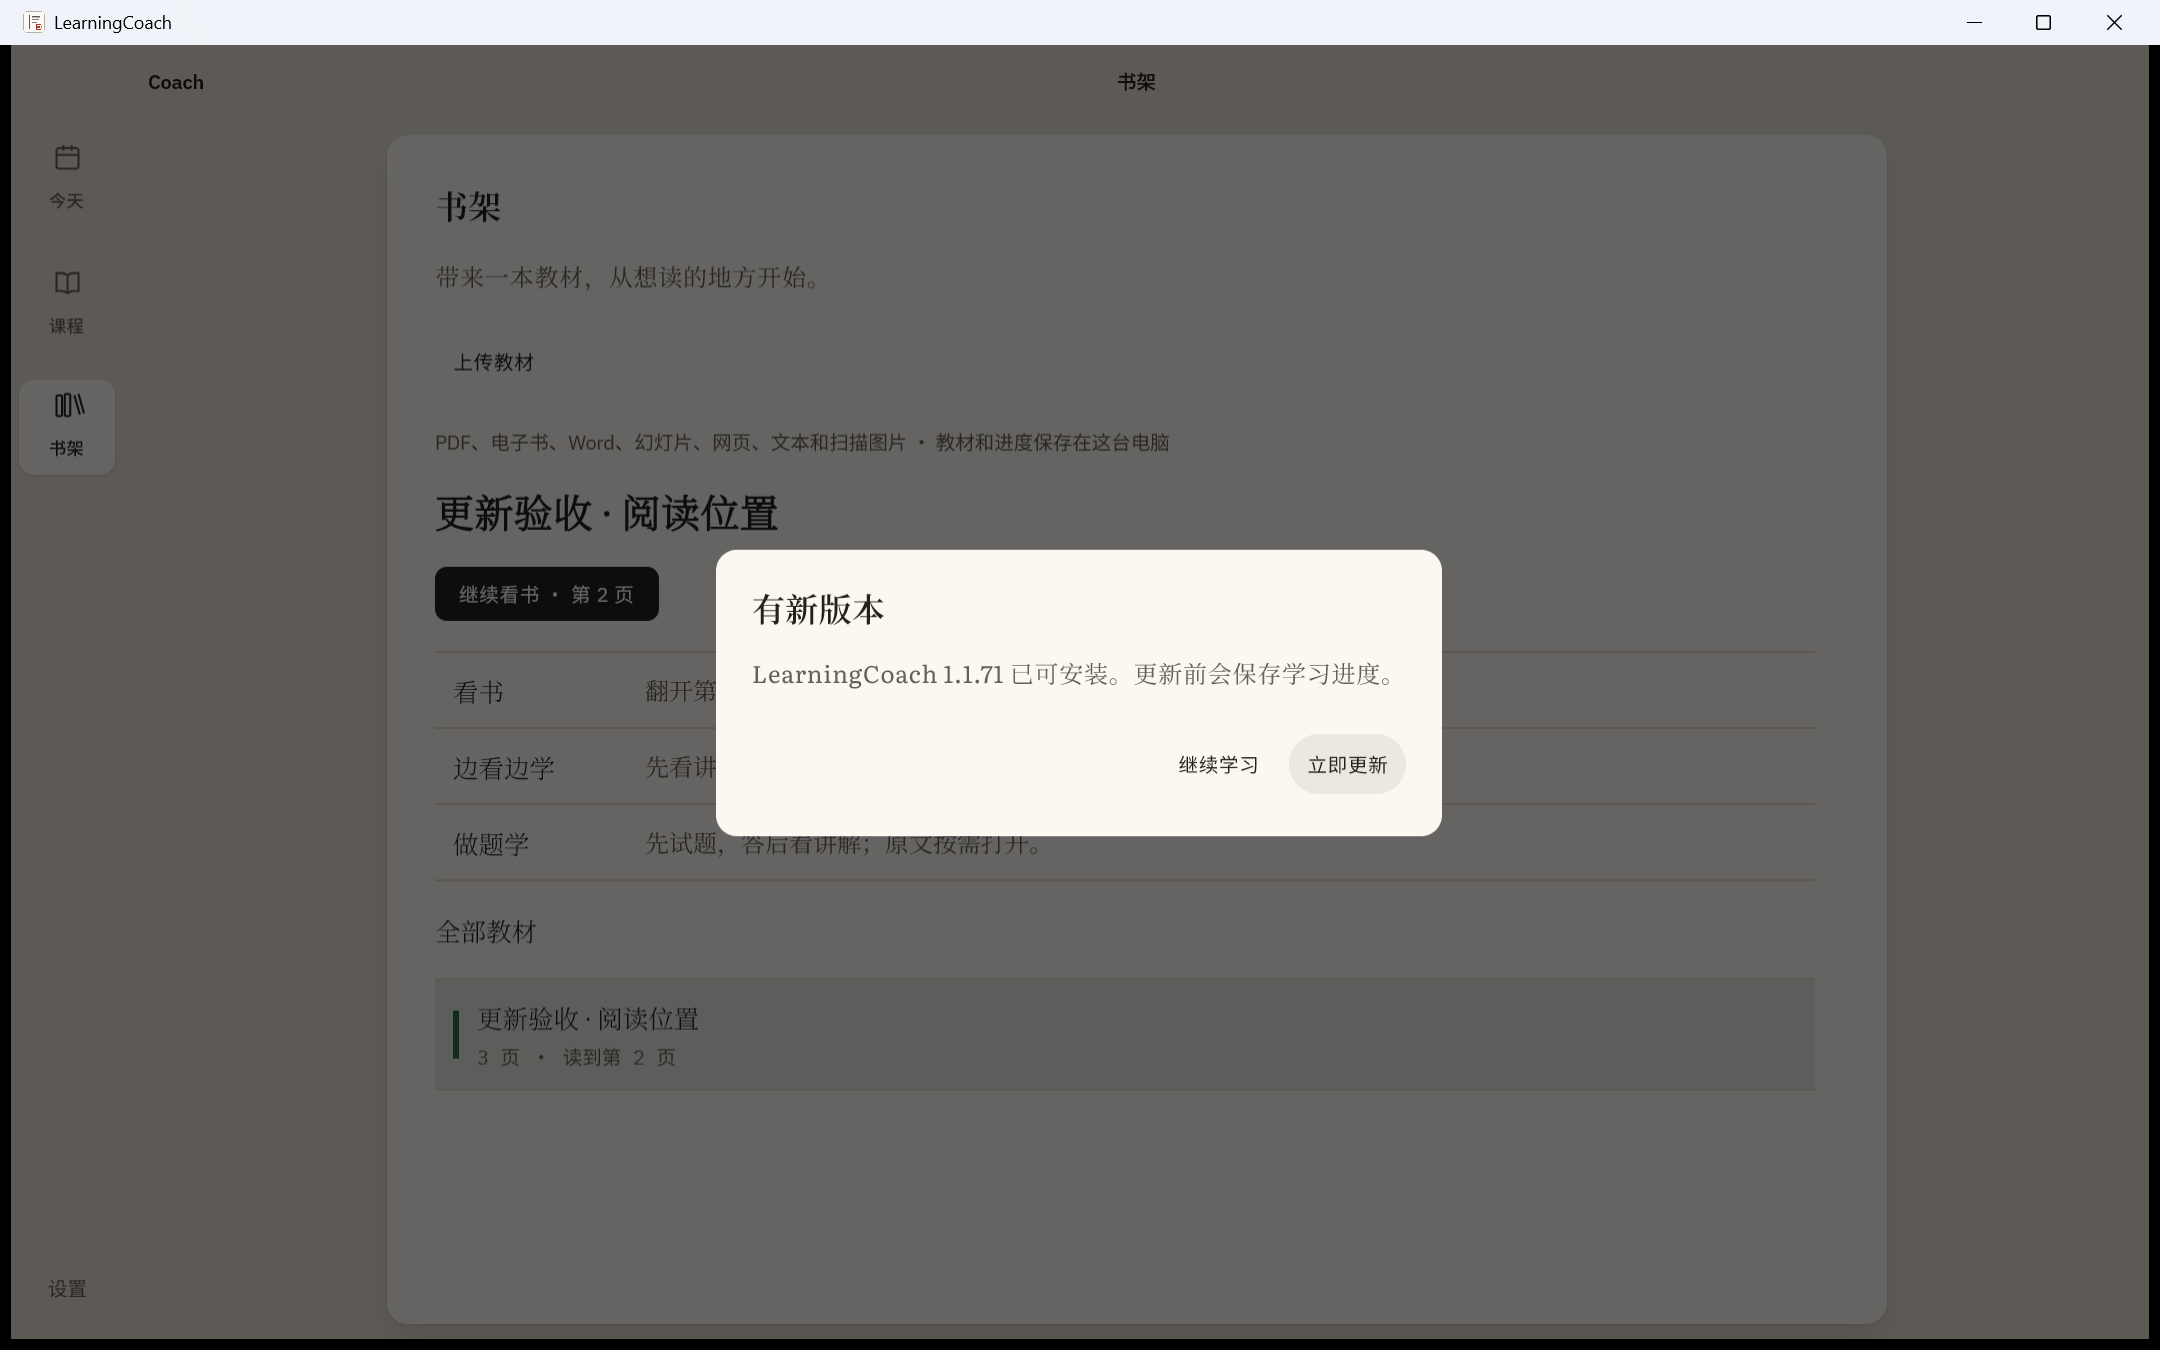 LearningCoach
Coach
书架
今天
课程
书架
书架
带来一本教材，从想读的地方开始。
上传教材
PDF、电子书、Word、幻灯片、网页、文本和扫描图片 · 教材和进度保存在这台电脑
更新验收 · 阅读位置
继续看书 · 第 2 页
看书 翻开第
边看边学 先看讲
做题学 先试题，答后看讲解；原文按需打开。
有新版本
LearningCoach 1.1.71 已可安装。更新前会保存学习进度。
继续学习 立即更新
全部教材
更新验收 · 阅读位置
3 页 · 读到第 2 页
设置